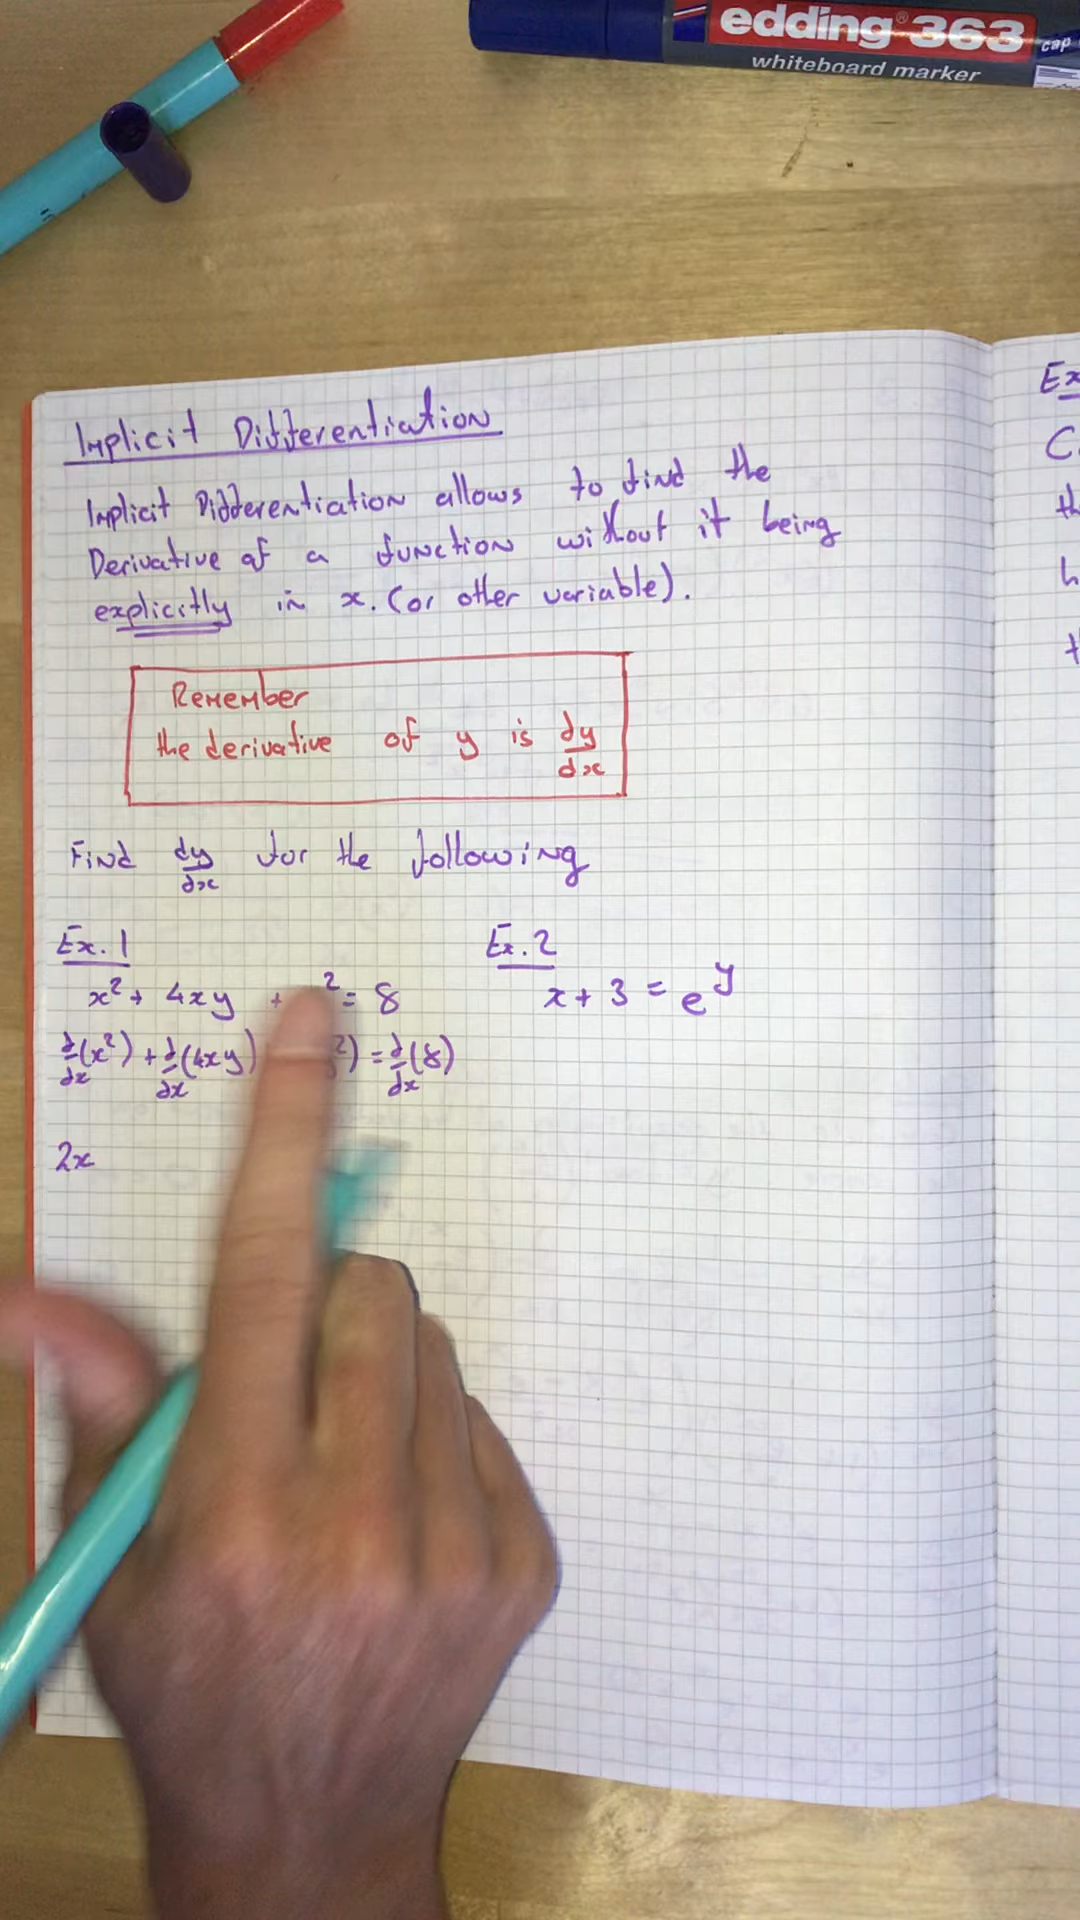 edding® 363 cap
whiteboard marker
Implicit Differentiation
Implicit Differentiation allows to find the
Derivative of a function without it being
explicitly in x. (or other variable).
Remember
the derivative of y is dy/dx
Find dy/dx for the following
Ex. 1
x² + 4xy + ² = 8
d/dx(x²) + d/dx(4xy) ²) = d/dx(8)
2x
Ex. 2
x + 3 = e^y